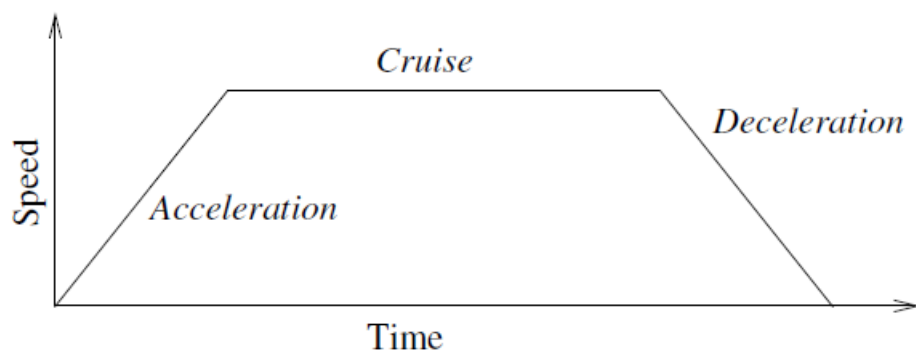 Cruise
Deceleration
Speed
Acceleration
Time